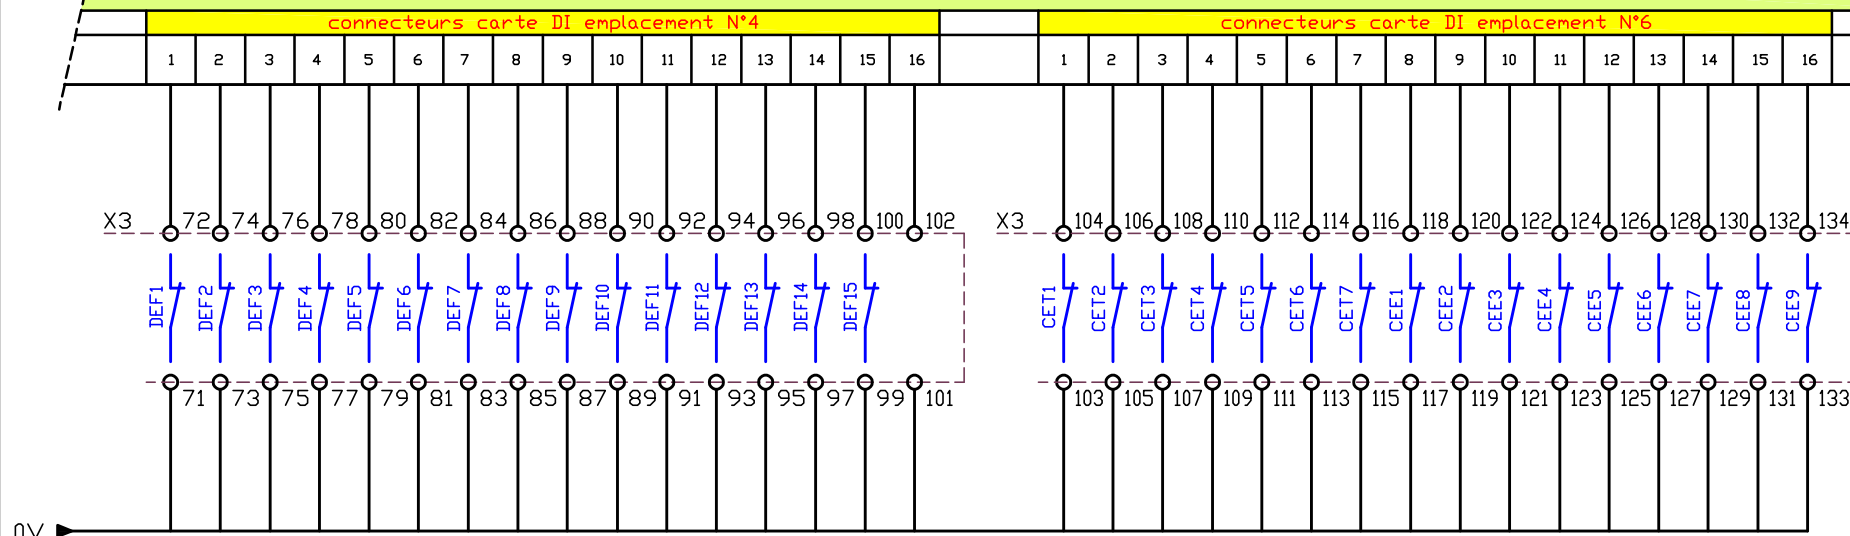 connecteurs carte DI emplacement N°4 connecteurs carte DI emplacement N°6
1 2 3 4 5 6 7 8 9 10 11 12 13 14 15 16 1 2 3 4 5 6 7 8 9 10 11 12 13 14 15 16
X3 72 74 76 78 80 82 84 86 88 90 92 94 96 98 100 102 X3 104 106 108 110 112 114 116 118 120 122 124 126 128 130 132 134
DEF1 DEF2 DEF3 DEF4 DEF5 DEF6 DEF7 DEF8 DEF9 DEF10 DEF11 DEF12 DEF13 DEF14 DEF15 CET1 CET2 CET3 CET4 CET5 CET6 CET7 CEE1 CEE2 CEE3 CEE4 CEE5 CEE6 CEE7 CEE8 CEE9
71 73 75 77 79 81 83 85 87 89 91 93 95 97 99 101 103 105 107 109 111 113 115 117 119 121 123 125 127 129 131 133
0V